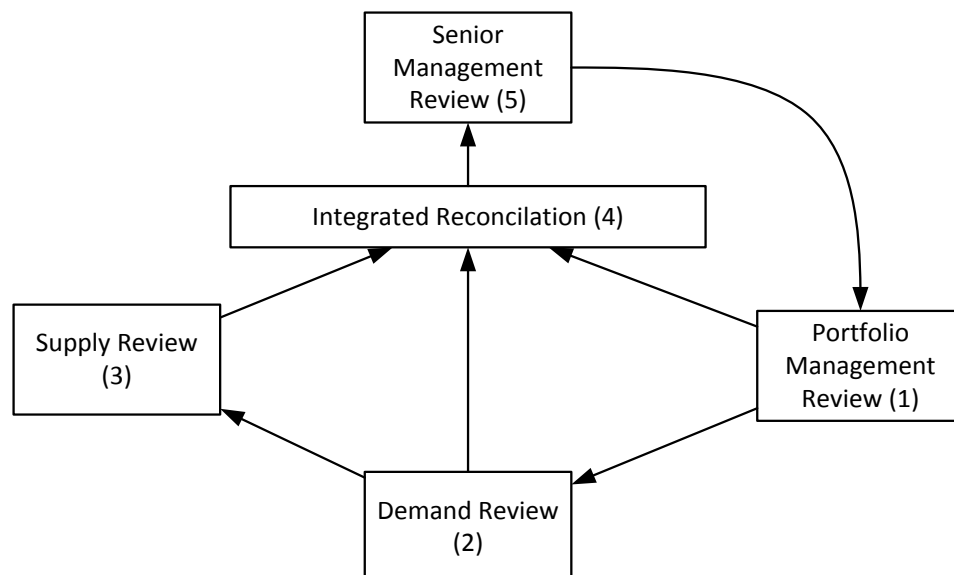 Senior
Management
Review (5)
Integrated Reconcilation (4)
Supply Review
(3)
Portfolio
Management
Review (1)
Demand Review
(2)